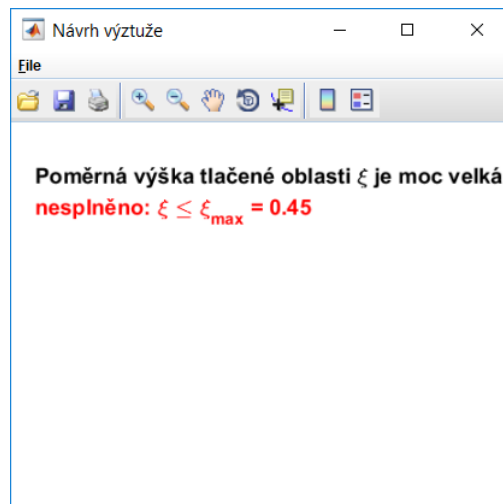 Návrh výztuže
File
Poměrná výška tlačené oblasti ξ je moc velká
nesplněno: ξ ≤ ξmax = 0.45